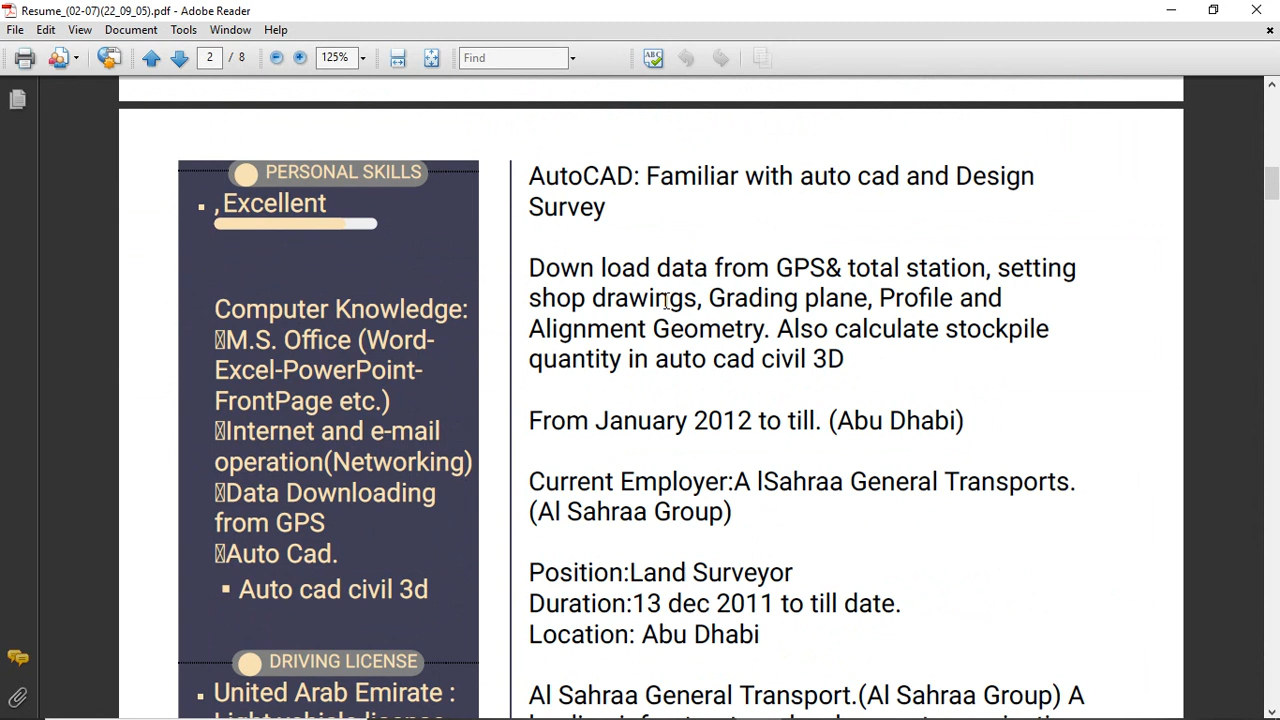 Resume_(02-07)(22_09_05).pdf - Adobe Reader
File Edit View Document Tools Window Help
2 / 8 125% Find
PERSONAL SKILLS
,Excellent
Computer Knowledge:
M.S. Office (Word-
Excel-PowerPoint-
FrontPage etc.)
Internet and e-mail
operation(Networking)
Data Downloading
from GPS
Auto Cad.
▪ Auto cad civil 3d
DRIVING LICENSE
United Arab Emirate :
Light vehicle license
AutoCAD: Familiar with auto cad and Design
Survey
Down load data from GPS& total station, setting
shop drawings, Grading plane, Profile and
Alignment Geometry. Also calculate stockpile
quantity in auto cad civil 3D
From January 2012 to till. (Abu Dhabi)
Current Employer:A lSahraa General Transports.
(Al Sahraa Group)
Position:Land Surveyor
Duration:13 dec 2011 to till date.
Location: Abu Dhabi
Al Sahraa General Transport.(Al Sahraa Group) A